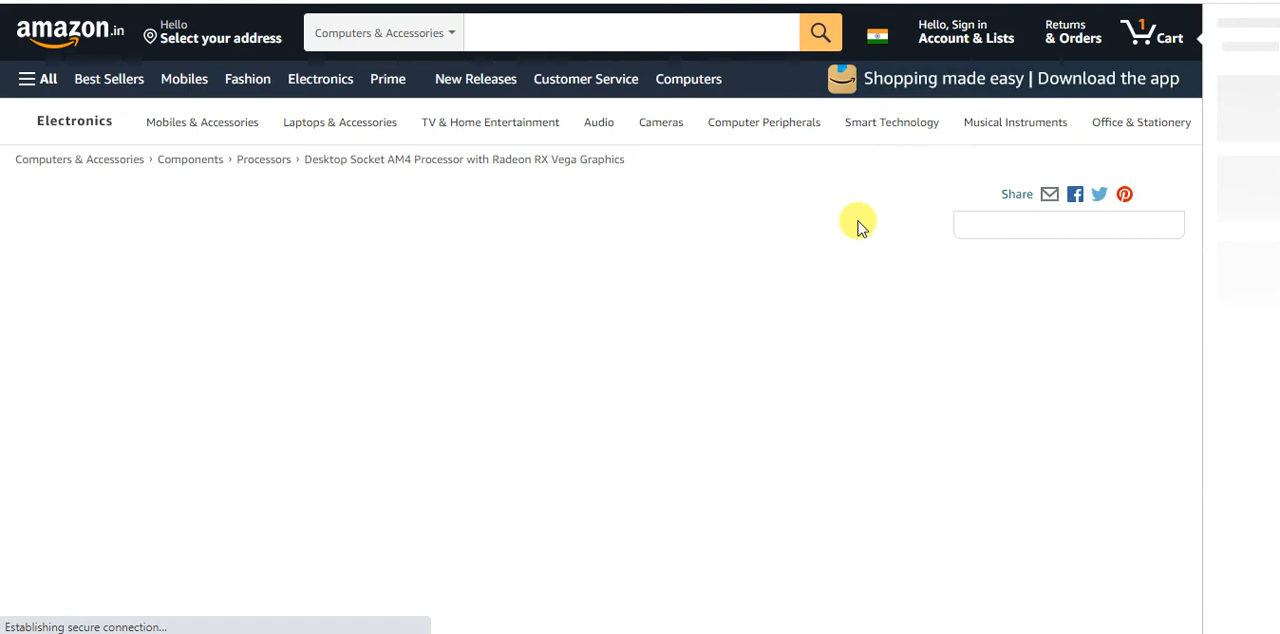 amazon.in
Hello
Select your address
Computers & Accessories
Hello, Sign in
Account & Lists
Returns
& Orders
1
Cart
All
Best Sellers
Mobiles
Fashion
Electronics
Prime
New Releases
Customer Service
Computers
Shopping made easy | Download the app
Electronics
Mobiles & Accessories
Laptops & Accessories
TV & Home Entertainment
Audio
Cameras
Computer Peripherals
Smart Technology
Musical Instruments
Office & Stationery
Computers & Accessories › Components › Processors › Desktop Socket AM4 Processor with Radeon RX Vega Graphics
Share
Establishing secure connection...